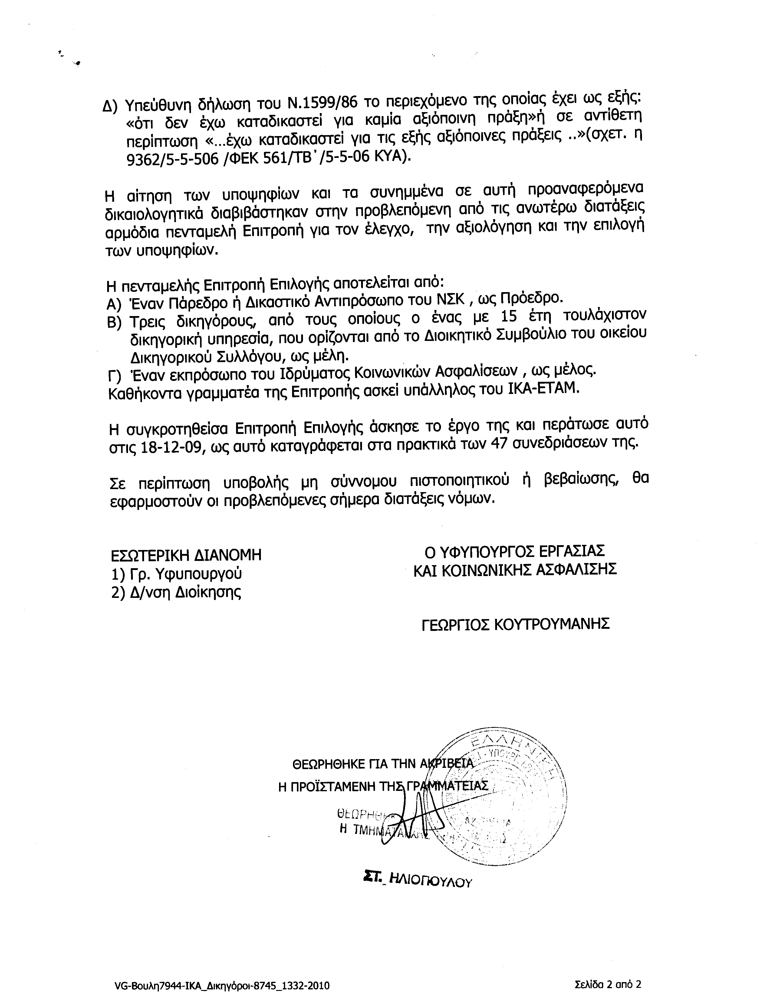 Δ) Υπεύθυνη δήλωση του Ν.1599/86 το περιεχόμενο της οποίας έχει ως εξής:
«ότι δεν έχω καταδικαστεί για καμία αξιόποινη πράξη»ή σε αντίθετη
περίπτωση «...έχω καταδικαστεί για τις εξής αξιόποινες πράξεις ..»(σχετ. η
9362/5-5-506 /ΦΕΚ 561/ΤΒ΄/5-5-06 ΚΥΑ).
Η αίτηση των υποψηφίων και τα συνημμένα σε αυτή προαναφερόμενα
δικαιολογητικά διαβιβάστηκαν στην προβλεπόμενη από τις ανωτέρω διατάξεις
αρμόδια πενταμελή Επιτροπή για τον έλεγχο, την αξιολόγηση και την επιλογή
των υποψηφίων.
Η πενταμελής Επιτροπή Επιλογής αποτελείται από:
Α) Έναν Πάρεδρο ή Δικαστικό Αντιπρόσωπο του ΝΣΚ , ως Πρόεδρο.
Β) Τρεις δικηγόρους, από τους οποίους ο ένας με 15 έτη τουλάχιστον
δικηγορική υπηρεσία, που ορίζονται από το Διοικητικό Συμβούλιο του οικείου
Δικηγορικού Συλλόγου, ως μέλη.
Γ) Έναν εκπρόσωπο του Ιδρύματος Κοινωνικών Ασφαλίσεων , ως μέλος.
Καθήκοντα γραμματέα της Επιτροπής ασκεί υπάλληλος του ΙΚΑ-ΕΤΑΜ.
Η συγκροτηθείσα Επιτροπή Επιλογής άσκησε το έργο της και περάτωσε αυτό
στις 18-12-09, ως αυτό καταγράφεται στα πρακτικά των 47 συνεδριάσεων της.
Σε περίπτωση υποβολής μη σύννομου πιστοποιητικού ή βεβαίωσης, θα
εφαρμοστούν οι προβλεπόμενες σήμερα διατάξεις νόμων.
ΕΣΩΤΕΡΙΚΗ ΔΙΑΝΟΜΗ
1) Γρ. Υφυπουργού
2) Δ/νση Διοίκησης
Ο ΥΦΥΠΟΥΡΓΟΣ ΕΡΓΑΣΙΑΣ
ΚΑΙ ΚΟΙΝΩΝΙΚΗΣ ΑΣΦΑΛΙΣΗΣ
ΓΕΩΡΓΙΟΣ ΚΟΥΤΡΟΥΜΑΝΗΣ
ΕΛΛΗΝΙΚΗ
ΘΕΩΡΗΘΗΚΕ ΓΙΑ ΤΗΝ ΑΚΡΙΒΕΙΑ
Η ΠΡΟΪΣΤΑΜΕΝΗ ΤΗΣ ΓΡΑΜΜΑΤΕΙΑΣ
ΘΕΩΡΗΘΗΚΕ
Η ΤΜΗΜΑΤΑΡΧΗΣ
ΣΤ. ΗΛΙΟΠΟΥΛΟΥ
VG-Βουλη7944-ΙΚΑ_Δικηγόροι-8745_1332-2010
Σελίδα 2 από 2